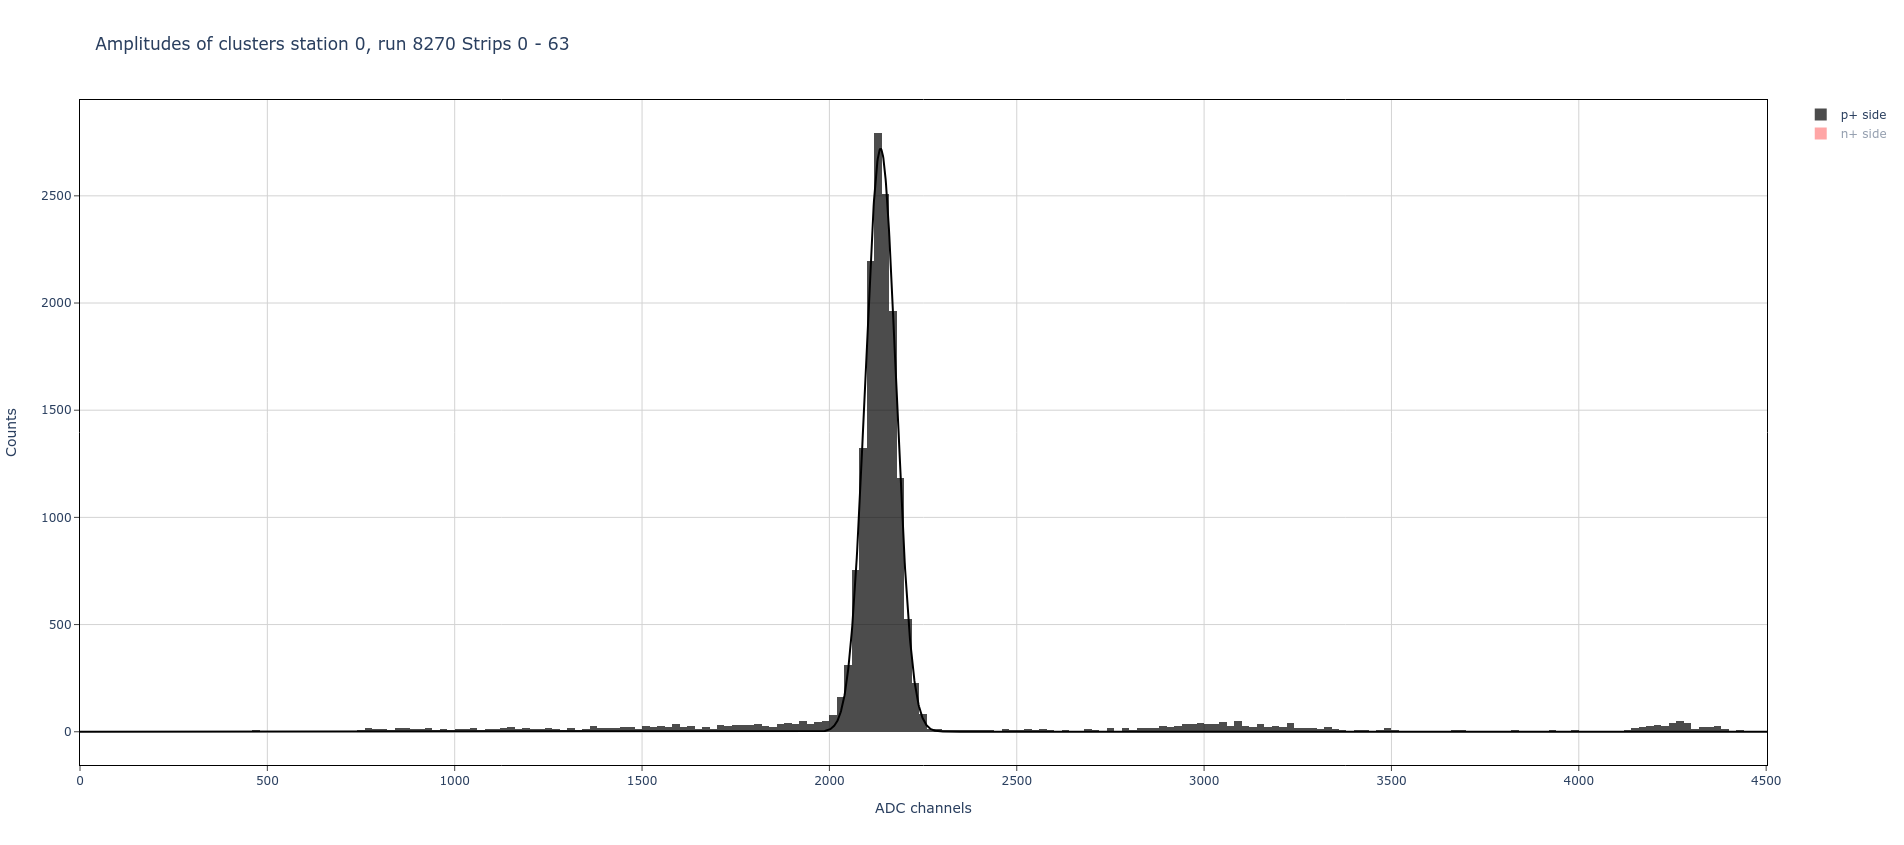 Amplitudes of clusters station 0, run 8270 Strips 0 - 63
p+ side
n+ side
2500
2000
1500
1000
500
0
Counts
0 500 1000 1500 2000 2500 3000 3500 4000 4500
ADC channels